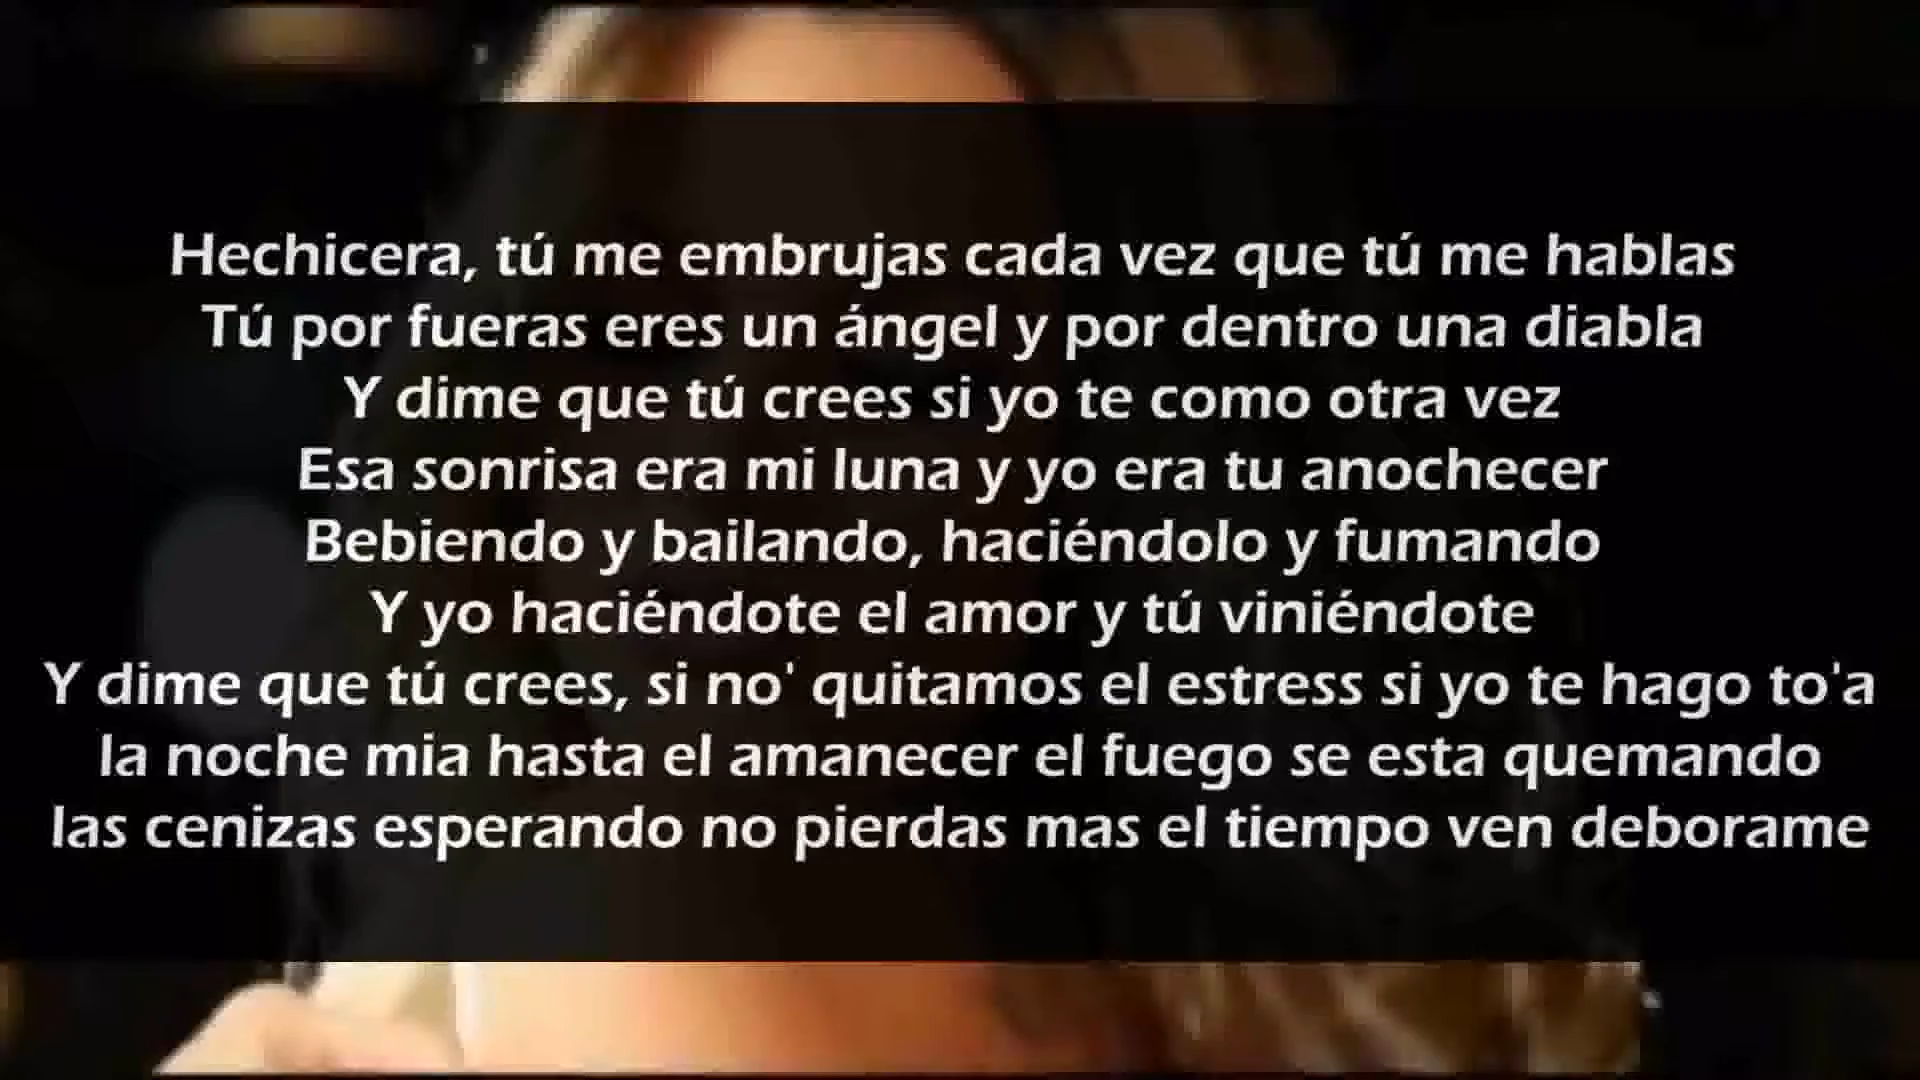 Hechicera, tú me embrujas cada vez que tú me hablas
Tú por fueras eres un ángel y por dentro una diabla
Y dime que tú crees si yo te como otra vez
Esa sonrisa era mi luna y yo era tu anochecer
Bebiendo y bailando, haciéndolo y fumando
Y yo haciéndote el amor y tú viniéndote
Y dime que tú crees, si no' quitamos el estress si yo te hago to'a
la noche mia hasta el amanecer el fuego se esta quemando
las cenizas esperando no pierdas mas el tiempo ven deborame